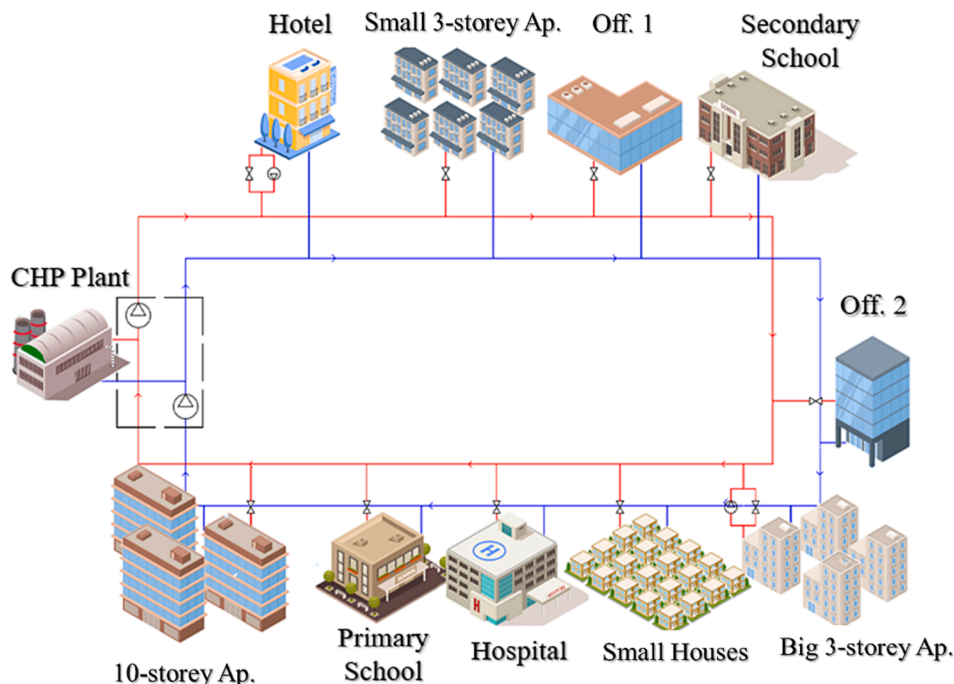 Hotel
Small 3-storey Ap.
Off. 1
Secondary
School
CHP Plant
Off. 2
H
H
10-storey Ap.
Primary
School
Hospital
Small Houses
Big 3-storey Ap.